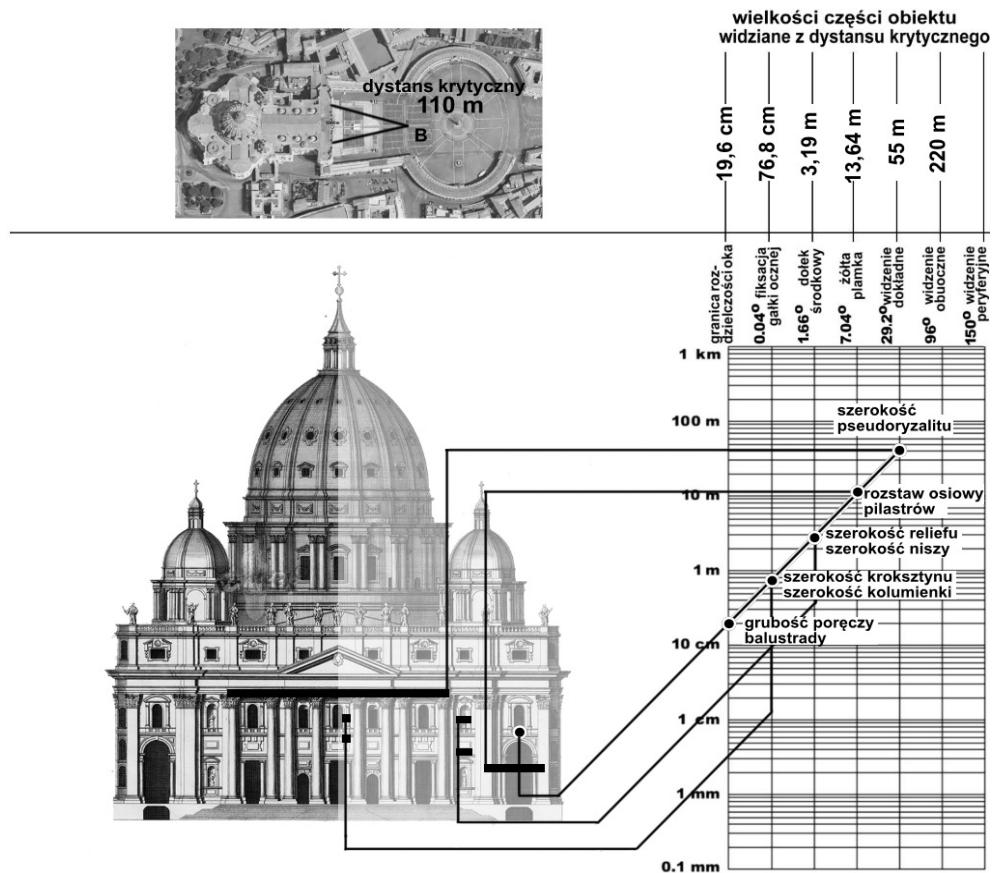 wielkości części obiektu
widziane z dystansu krytycznego
dystans krytyczny
110 m
B
19,6 cm
76,8 cm
3,19 m
13,64 m
55 m
220 m
granica roz-
dzielczości oka
0.04° fiksacja
gałki ocznej
1.66° dołek
środkowy
7.04° żółta
plamka
29.2° widzenie
dokładne
96° widzenie
obuoczne
150° widzenie
peryferyjne
1 km
100 m
10 m
1 m
10 cm
1 cm
1 mm
0.1 mm
szerokość
pseudoryzalitu
rozstaw osiowy
pilastrów
szerokość reliefu
szerokość niszy
szerokość kroksztynu
szerokość kolumienki
grubość poręczy
balustrady